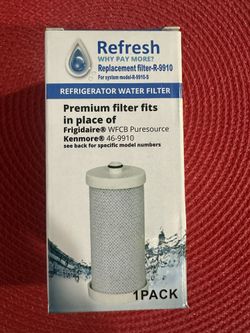 Refresh
WHY PAY MORE?
Replacement filter-R-9910
For system model-R-9910-S
REFRIGERATOR WATER FILTER
Premium filter fits
in place of
Frigidaire® WFCB Puresource
Kenmore® 46-9910
see back for specific model numbers
1PACK